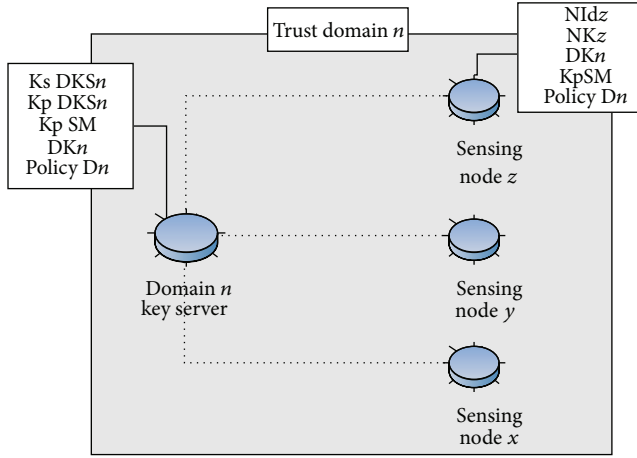 Trust domain n
NIdz
NKz
DKn
KpSM
Policy Dn
Ks DKSn
Kp DKSn
Kp SM
DKn
Policy Dn
Sensing
node z
Domain n
key server
Sensing
node y
Sensing
node x